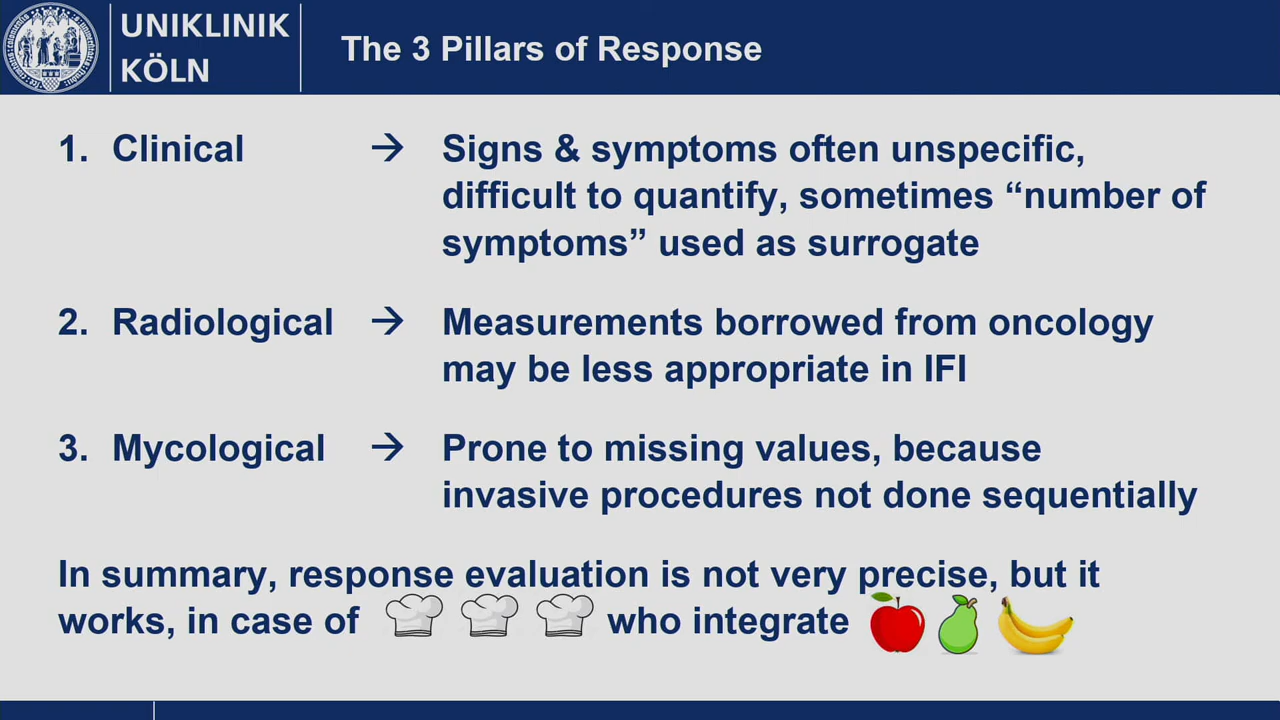 UNIKLINIK
KÖLN
The 3 Pillars of Response
1. Clinical → Signs & symptoms often unspecific,
difficult to quantify, sometimes “number of
symptoms” used as surrogate
2. Radiological → Measurements borrowed from oncology
may be less appropriate in IFI
3. Mycological → Prone to missing values, because
invasive procedures not done sequentially
In summary, response evaluation is not very precise, but it
works, in case of who integrate